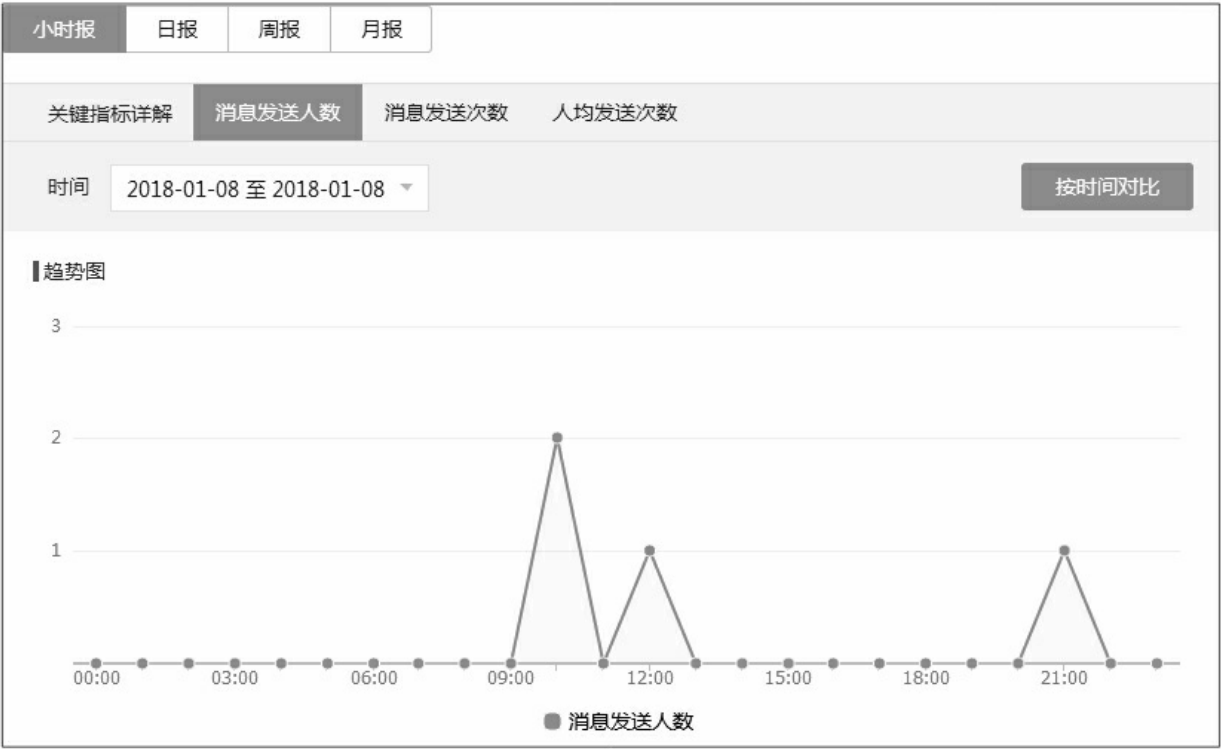 小时报 日报 周报 月报
关键指标详解 消息发送人数 消息发送次数 人均发送次数
时间 2018-01-08 至 2018-01-08 按时间对比
趋势图
3
2
1
00:00 03:00 06:00 09:00 12:00 15:00 18:00 21:00
消息发送人数